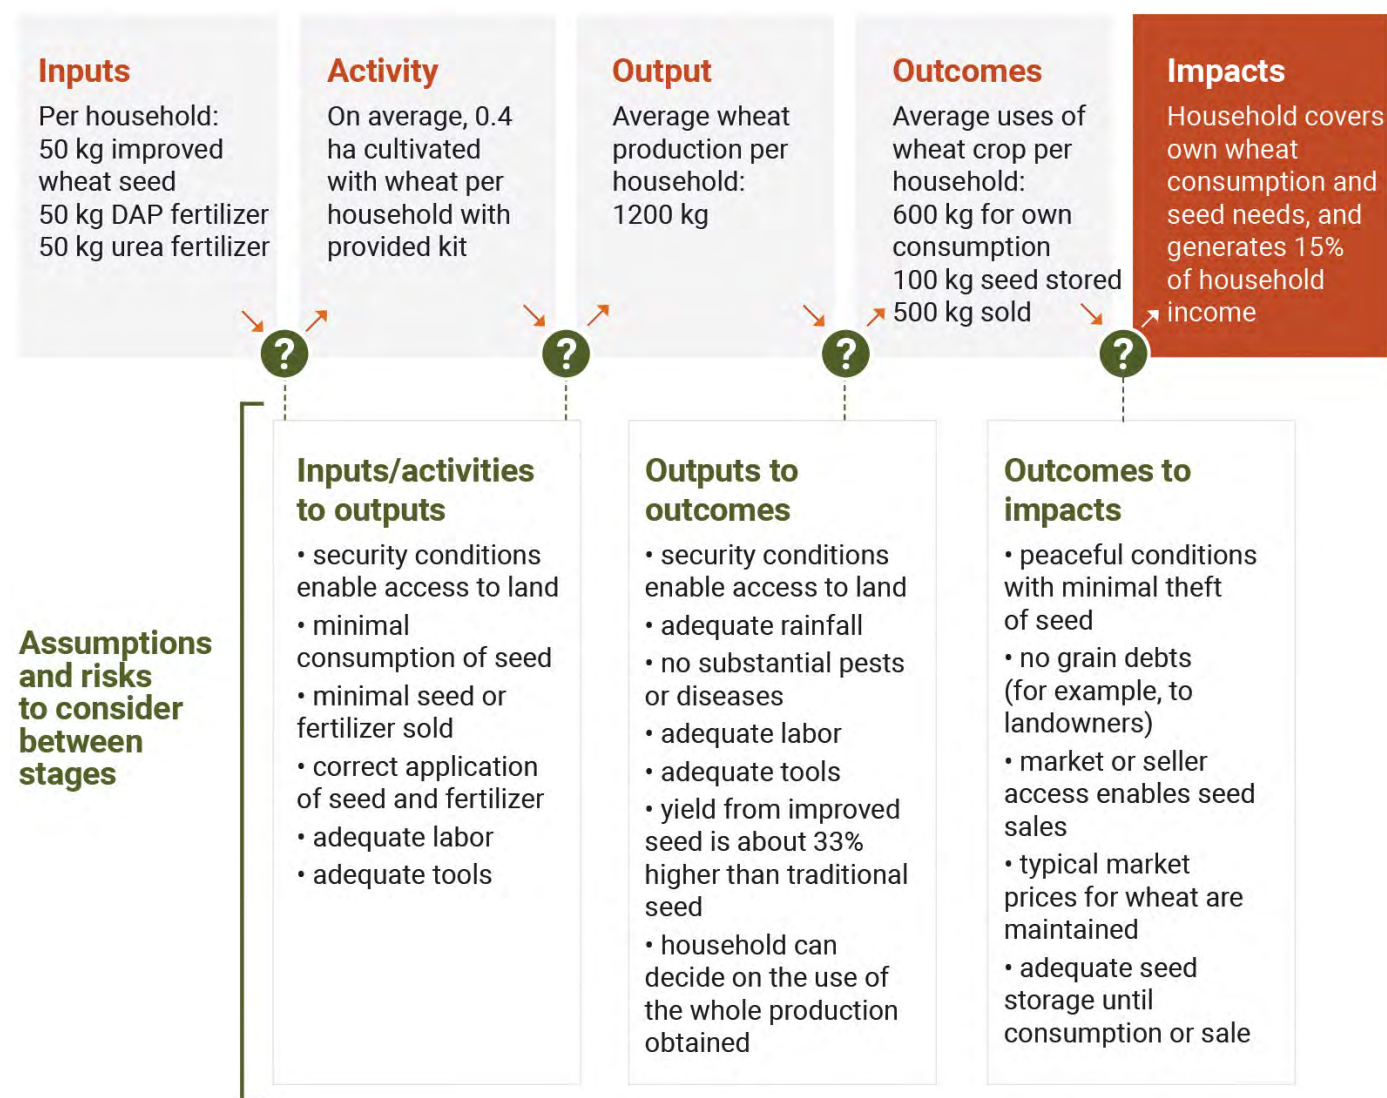 Inputs
Per household:
50 kg improved
wheat seed
50 kg DAP fertilizer
50 kg urea fertilizer
Activity
On average, 0.4
ha cultivated
with wheat per
household with
provided kit
Output
Average wheat
production per
household:
1200 kg
Outcomes
Average uses of
wheat crop per
household:
600 kg for own
consumption
100 kg seed stored
500 kg sold
Impacts
Household covers
own wheat
consumption and
seed needs, and
generates 15%
of household
income
?
?
?
?
Assumptions
and risks
to consider
between
stages
Inputs/activities
to outputs
• security conditions
enable access to land
• minimal
consumption of seed
• minimal seed or
fertilizer sold
• correct application
of seed and fertilizer
• adequate labor
• adequate tools
Outputs to
outcomes
• security conditions
enable access to land
• adequate rainfall
• no substantial pests
or diseases
• adequate labor
• adequate tools
• yield from improved
seed is about 33%
higher than traditional
seed
• household can
decide on the use of
the whole production
obtained
Outcomes to
impacts
• peaceful conditions
with minimal theft
of seed
• no grain debts
(for example, to
landowners)
• market or seller
access enables seed
sales
• typical market
prices for wheat are
maintained
• adequate seed
storage until
consumption or sale